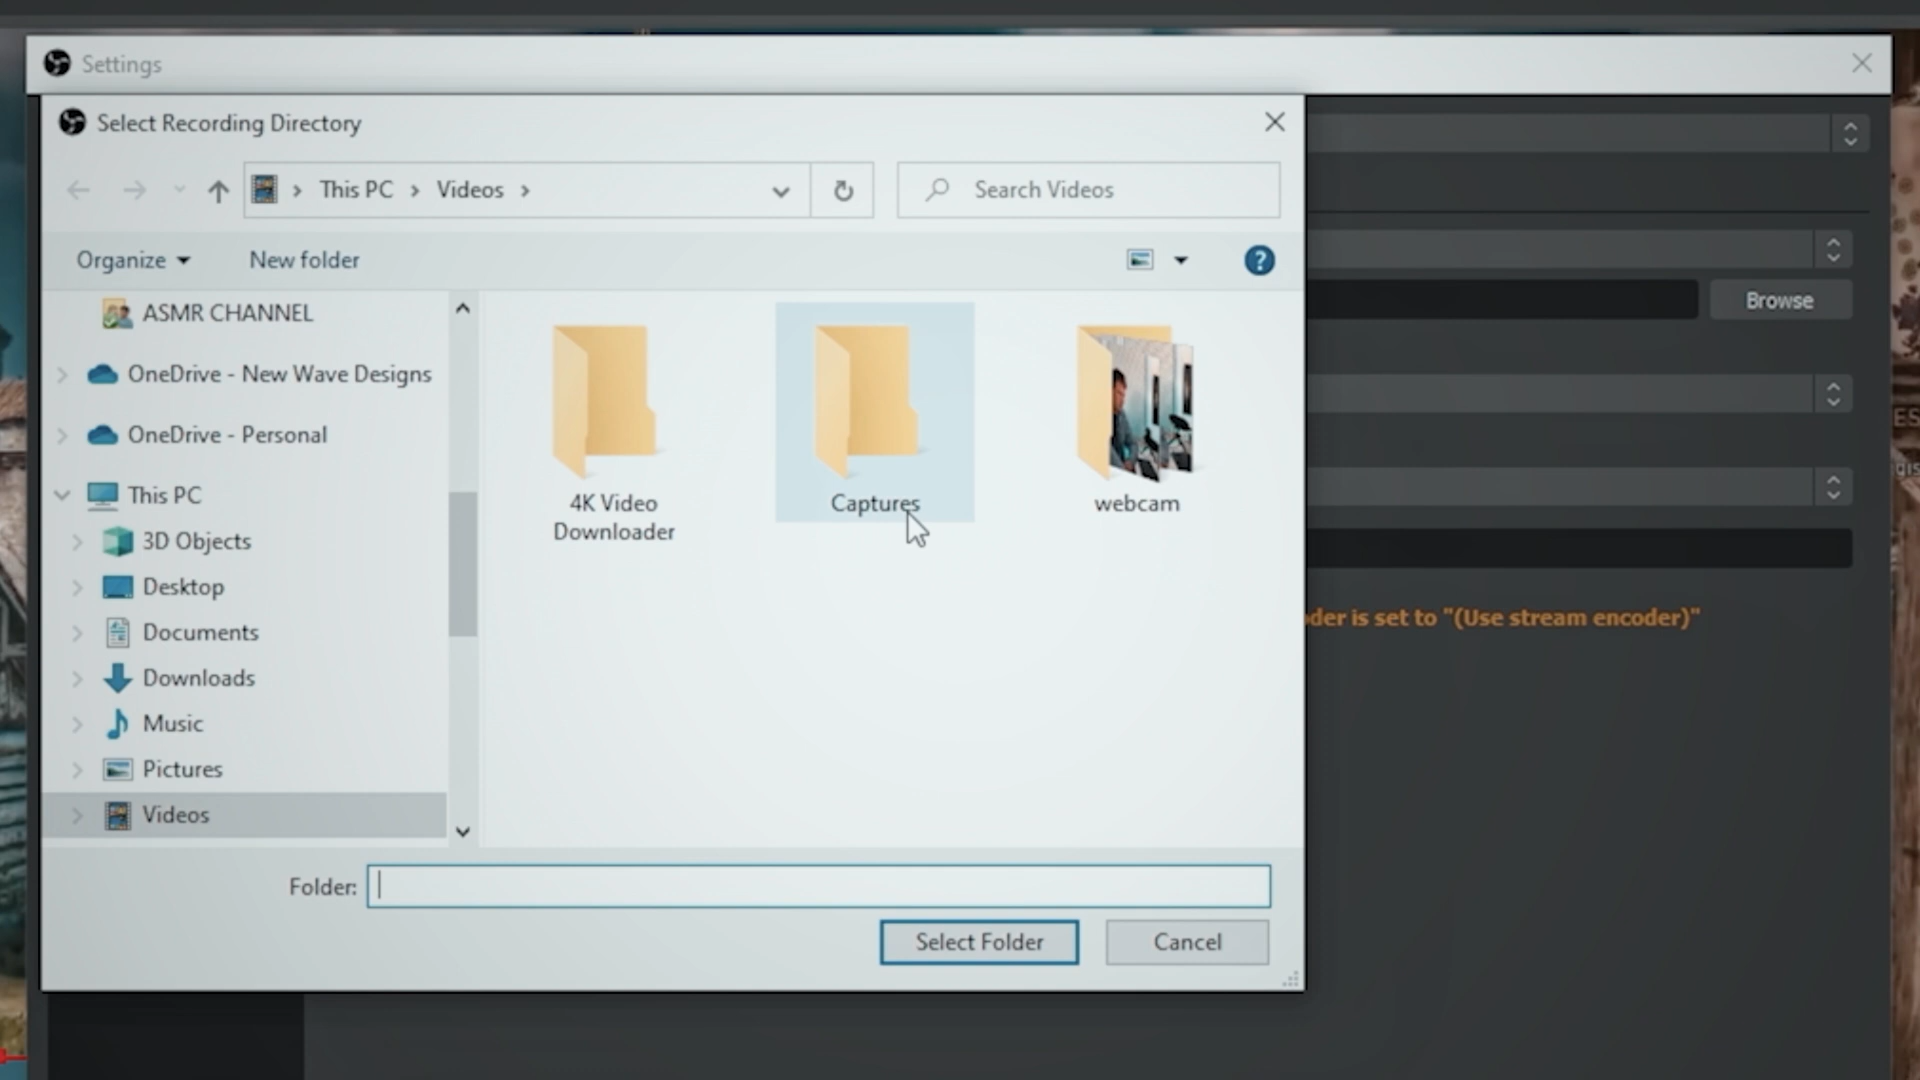 Settings
Select Recording Directory
This PC
Videos
Search Videos
Organize
New folder
?
ASMR CHANNEL
OneDrive - New Wave Designs
OneDrive - Personal
This PC
3D Objects
Desktop
Documents
Downloads
Music
Pictures
Videos
4K Video
Downloader
Captures
webcam
Browse
der is set to "(Use stream encoder)"
Folder:
Select Folder
Cancel